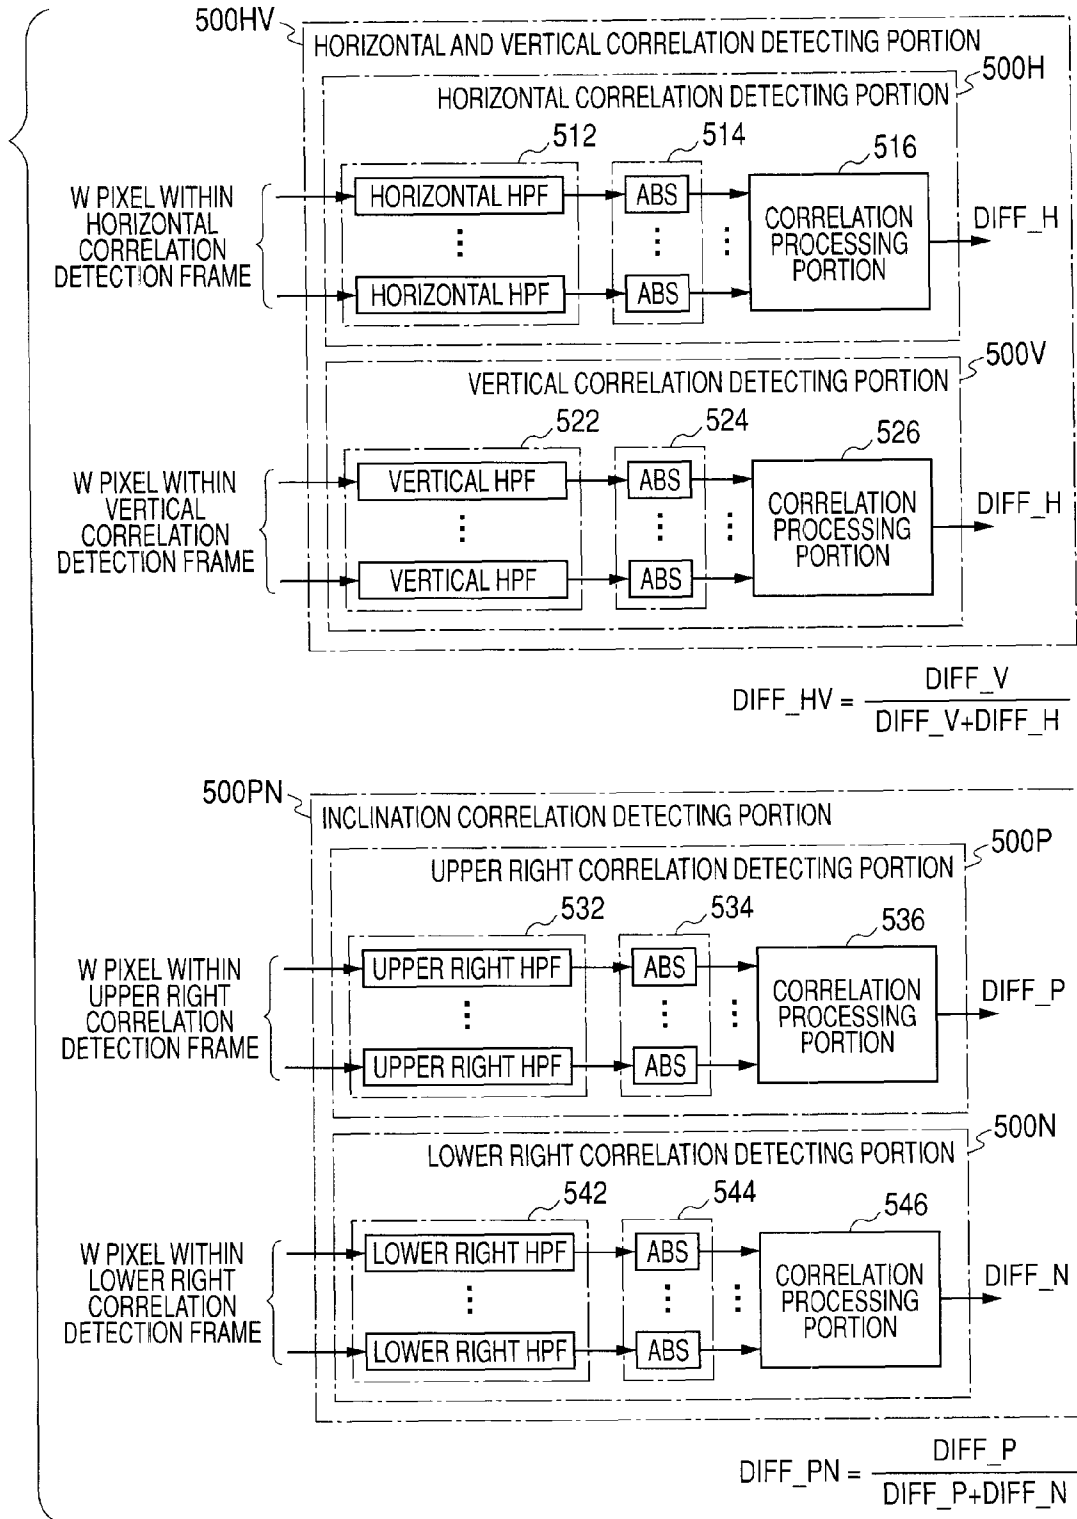 500HV
HORIZONTAL AND VERTICAL CORRELATION DETECTING PORTION
500H
HORIZONTAL CORRELATION DETECTING PORTION
512
514
516
W PIXEL WITHIN
HORIZONTAL
CORRELATION
DETECTION FRAME
HORIZONTAL HPF
HORIZONTAL HPF
ABS
ABS
CORRELATION
PROCESSING
PORTION
DIFF_H
500V
VERTICAL CORRELATION DETECTING PORTION
522
524
526
W PIXEL WITHIN
VERTICAL
CORRELATION
DETECTION FRAME
VERTICAL HPF
VERTICAL HPF
ABS
ABS
CORRELATION
PROCESSING
PORTION
DIFF_H
DIFF_HV = DIFF_V
DIFF_V+DIFF_H
500PN
INCLINATION CORRELATION DETECTING PORTION
500P
UPPER RIGHT CORRELATION DETECTING PORTION
532
534
536
W PIXEL WITHIN
UPPER RIGHT
CORRELATION
DETECTION FRAME
UPPER RIGHT HPF
UPPER RIGHT HPF
ABS
ABS
CORRELATION
PROCESSING
PORTION
DIFF_P
500N
LOWER RIGHT CORRELATION DETECTING PORTION
542
544
546
W PIXEL WITHIN
LOWER RIGHT
CORRELATION
DETECTION FRAME
LOWER RIGHT HPF
LOWER RIGHT HPF
ABS
ABS
CORRELATION
PROCESSING
PORTION
DIFF_N
DIFF_PN = DIFF_P
DIFF_P+DIFF_N